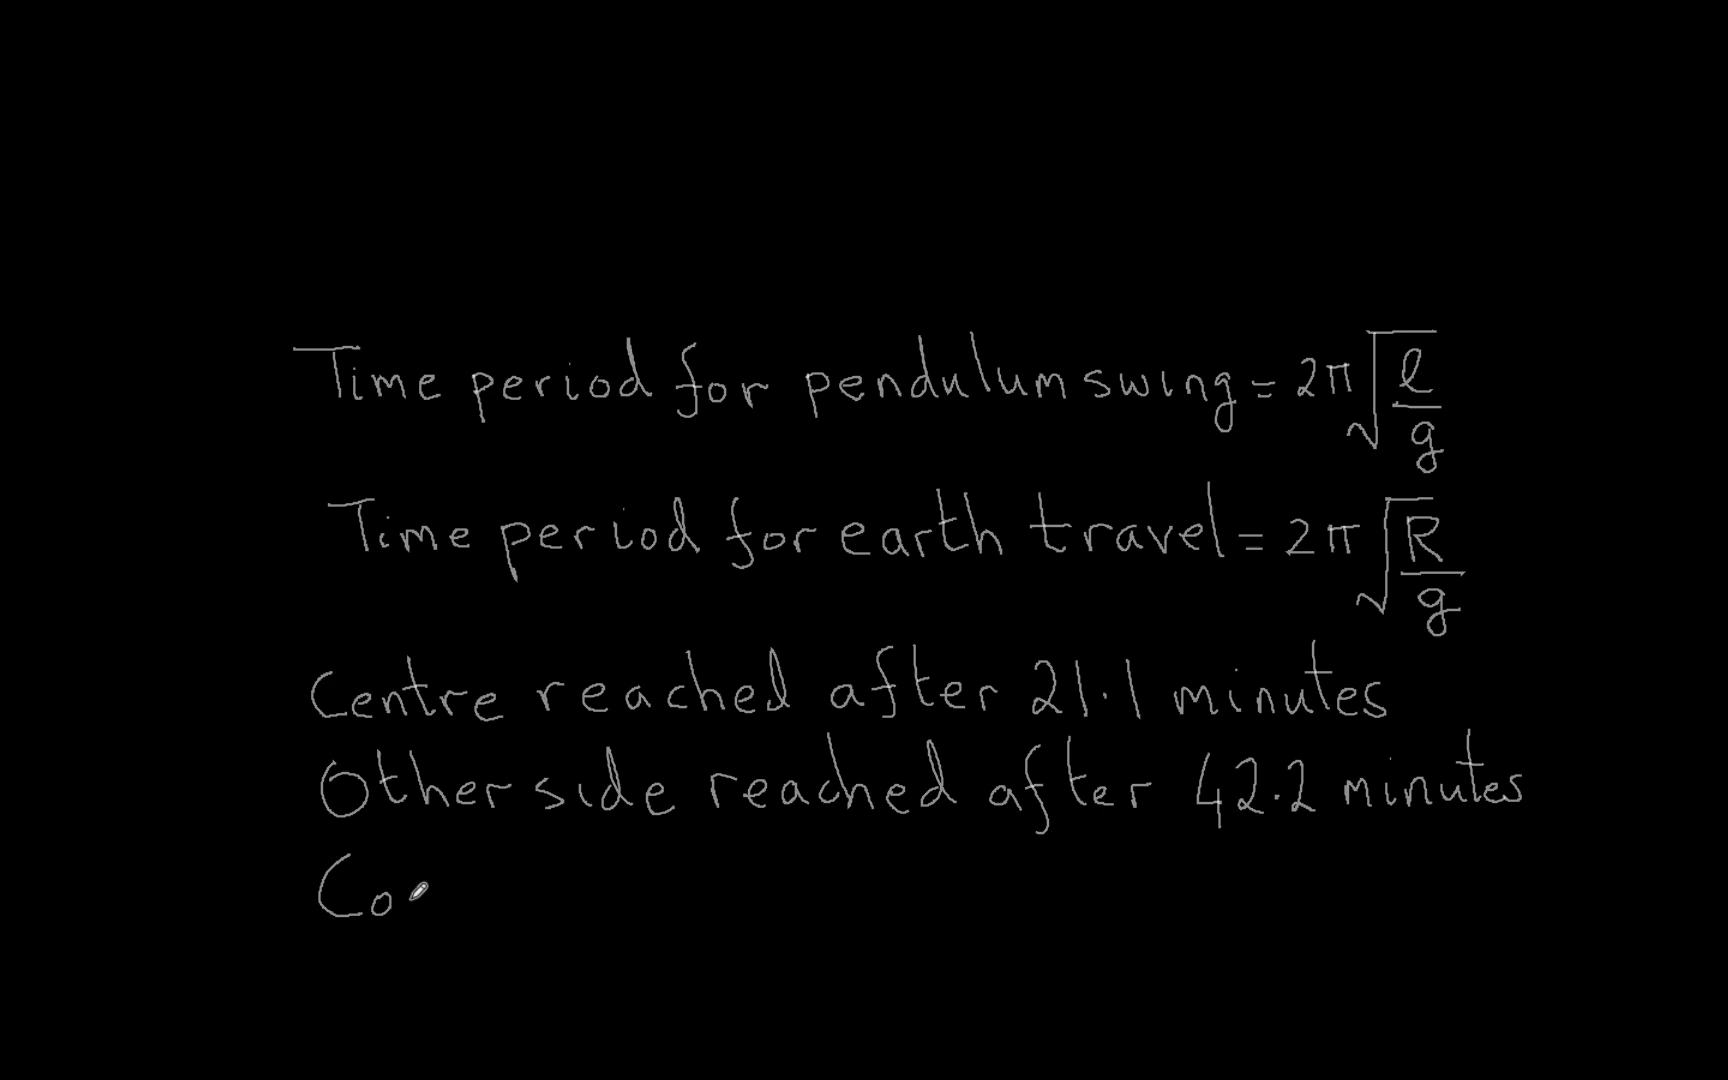 Time period for pendulum swing = 2π√(l/g)
Time period for earth travel = 2π√(R/g)
Centre reached after 21.1 minutes
Other side reached after 42.2 minutes
Co